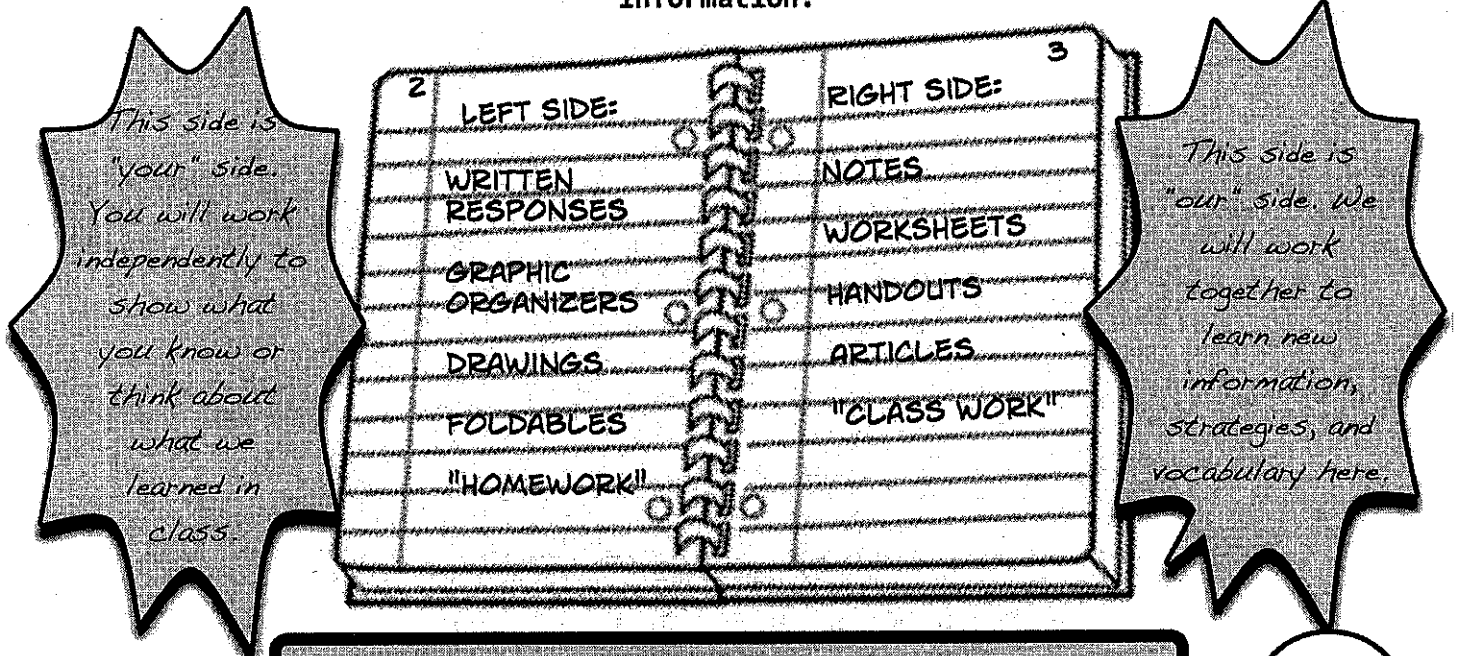 information.
This side is
"your" side.
You will work
independently to
show what
you know or
think about
what we
learned in
class.
2
LEFT SIDE:
WRITTEN
RESPONSES
GRAPHIC
ORGANIZERS
DRAWINGS
FOLDABLES
"HOMEWORK"
3
RIGHT SIDE:
NOTES
WORKSHEETS
HANDOUTS
ARTICLES
"CLASS WORK"
This side is
"our" side. We
will work
together to
learn new
information,
strategies, and
vocabulary here.